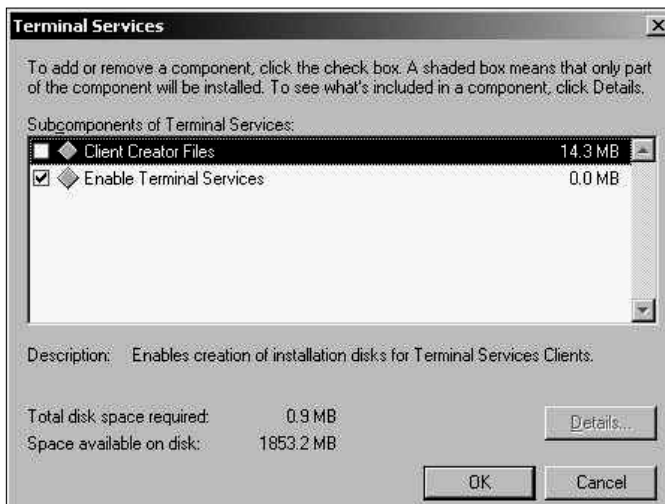 Terminal Services
To add or remove a component, click the check box. A shaded box means that only part
of the component will be installed. To see what's included in a component, click Details.
Subcomponents of Terminal Services:
Client Creator Files 14.3 MB
Enable Terminal Services 0.0 MB
Description: Enables creation of installation disks for Terminal Services Clients.
Total disk space required: 0.9 MB
Space available on disk: 1853.2 MB
Details...
OK Cancel